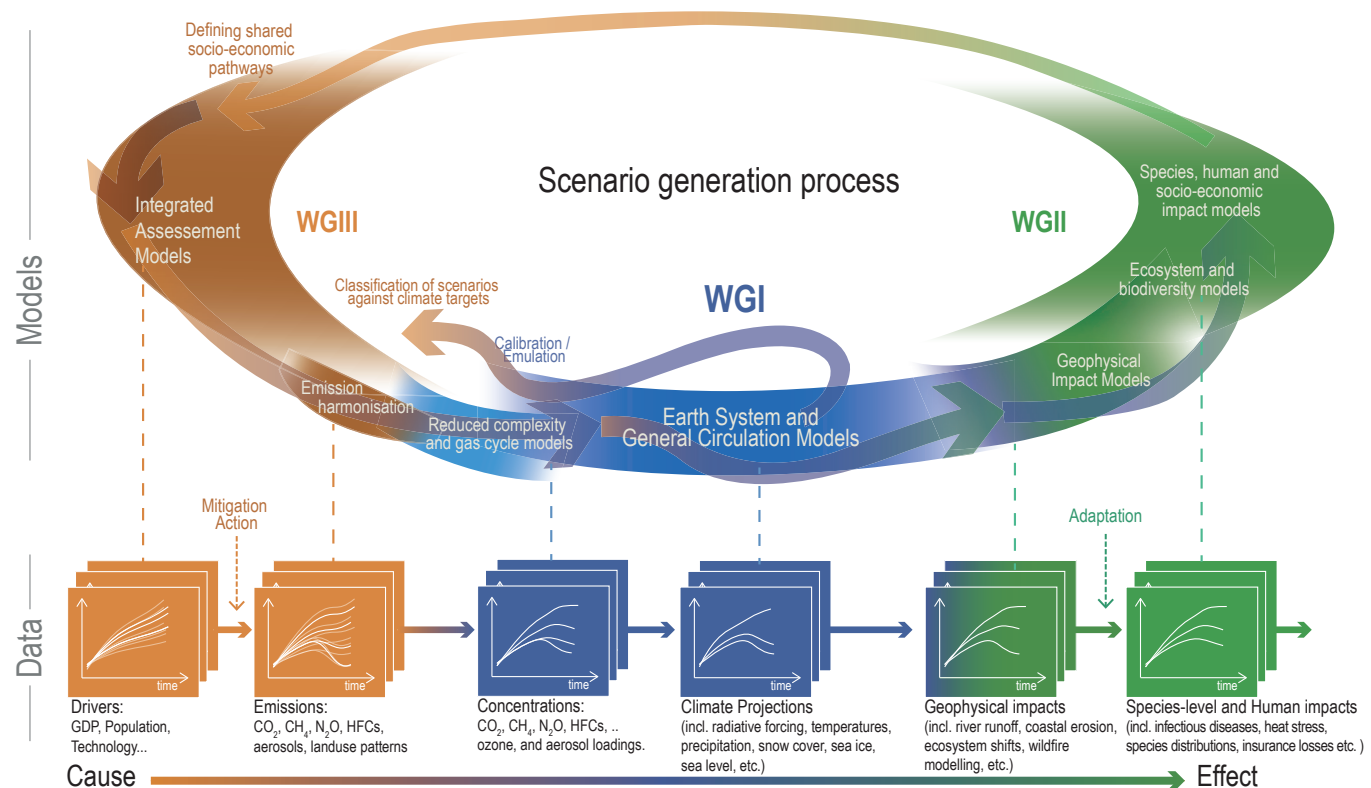 Models
Data
Defining shared
socio-economic
pathways
Scenario generation process
Integrated
Assessement
Models
WGIII
WGII
Species, human and
socio-economic
impact models
Ecosystem and
biodiversity models
Classification of scenarios
against climate targets
WGI
Calibration /
Emulation
Geophysical
Impact Models
Emission
harmonisation
Reduced complexity
and gas cycle models
Earth System and
General Circulation Models
Mitigation
Action
Adaptation
time
time
time
time
time
time
Drivers:
GDP, Population,
Technology...
Emissions:
CO₂, CH₄, N₂O, HFCs,
aerosols, landuse patterns
Concentrations:
CO₂, CH₄, N₂O, HFCs, ..
ozone, and aerosol loadings.
Climate Projections
(incl. radiative forcing, temperatures,
precipitation, snow cover, sea ice,
sea level, etc.)
Geophysical impacts
(incl. river runoff, coastal erosion,
ecosystem shifts, wildfire
modelling, etc.)
Species-level and Human impacts
(incl. infectious diseases, heat stress,
species distributions, insurance losses etc. )
Cause
Effect